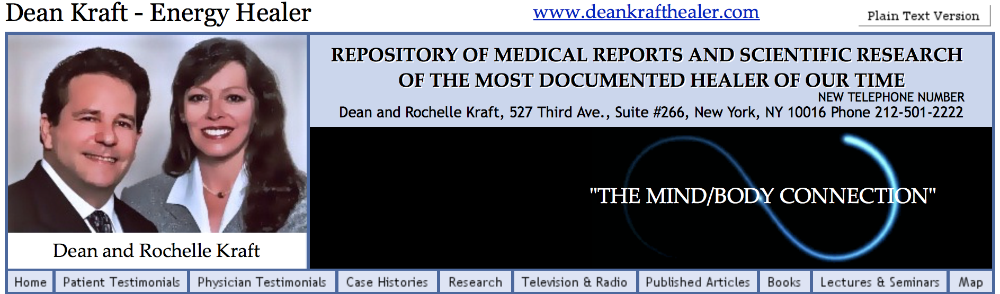 Dean Kraft - Energy Healer
www.deankrafthealer.com
Plain Text Version
REPOSITORY OF MEDICAL REPORTS AND SCIENTIFIC RESEARCH
OF THE MOST DOCUMENTED HEALER OF OUR TIME
NEW TELEPHONE NUMBER
Dean and Rochelle Kraft, 527 Third Ave., Suite #266, New York, NY 10016 Phone 212-501-2222
"THE MIND/BODY CONNECTION"
Dean and Rochelle Kraft
Home Patient Testimonials Physician Testimonials Case Histories Research Television & Radio Published Articles Books Lectures & Seminars Map